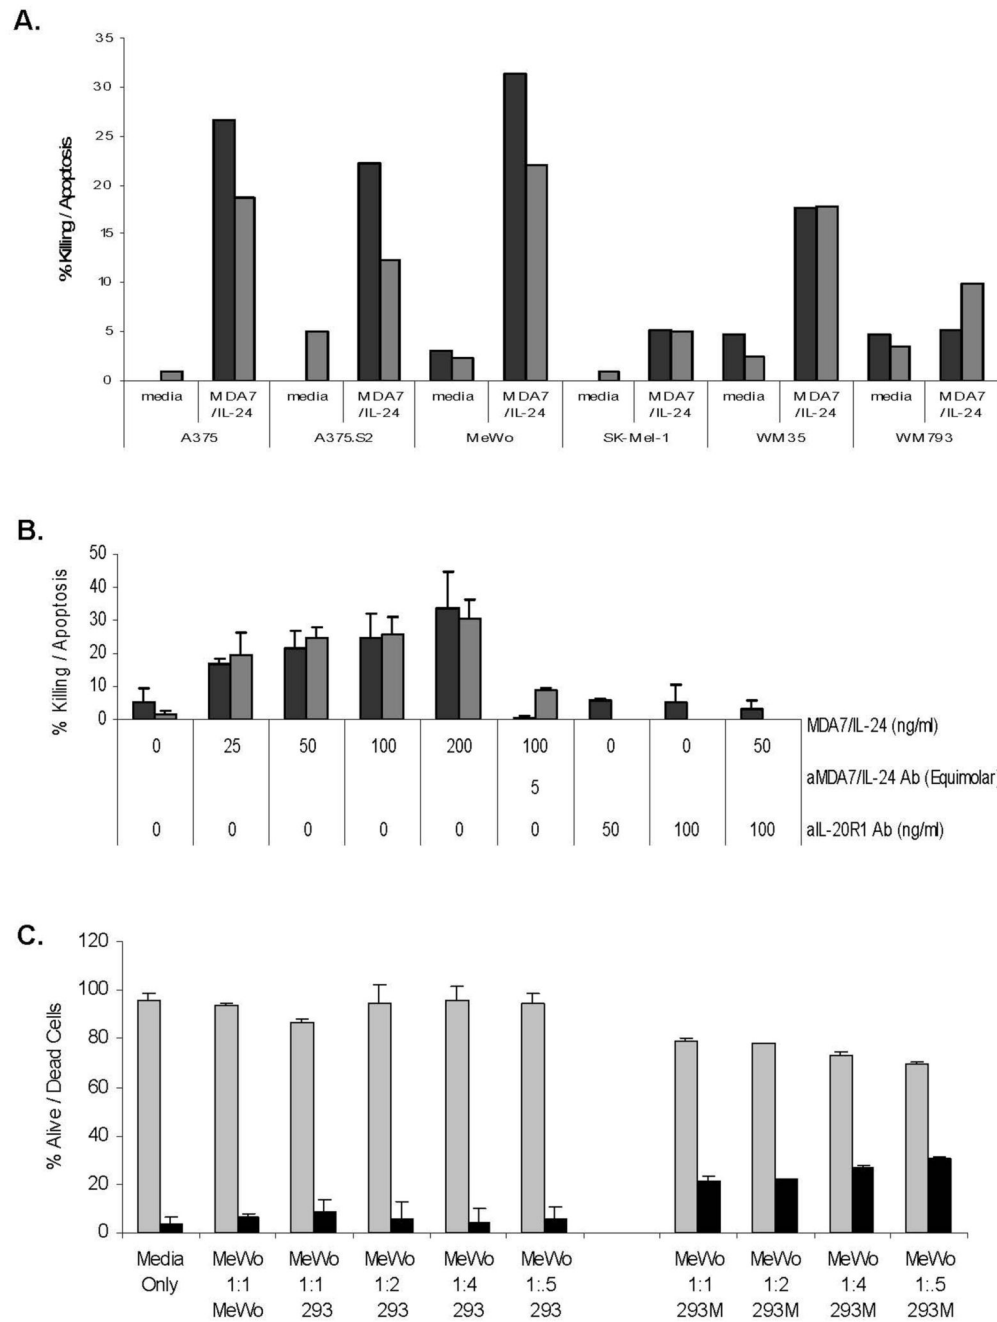 A.
35
30
25
20
15
10
5
0
% Killing / Apoptosis
media MDA7 /IL-24 media MDA7 /IL-24 media MDA7 /IL-24 media MDA7 /IL-24 media MDA7 /IL-24 media MDA7 /IL-24
A375 A375.S2 MeWo SK-Mel-1 WM35 WM793
B.
50
40
30
20
10
0
% Killing / Apoptosis
0 25 50 100 200 100 0 0 50 MDA7/IL-24 (ng/ml)
5 aMDA7/IL-24 Ab (Equimolar)
0 0 0 0 0 0 50 100 100 aIL-20R1 Ab (ng/ml)
C.
120
100
80
60
40
20
0
% Alive / Dead Cells
Media MeWo MeWo MeWo MeWo MeWo MeWo MeWo MeWo MeWo
Only 1:1 1:1 1:2 1:4 1:.5 1:1 1:2 1:4 1:.5
MeWo 293 293 293 293 293M 293M 293M 293M